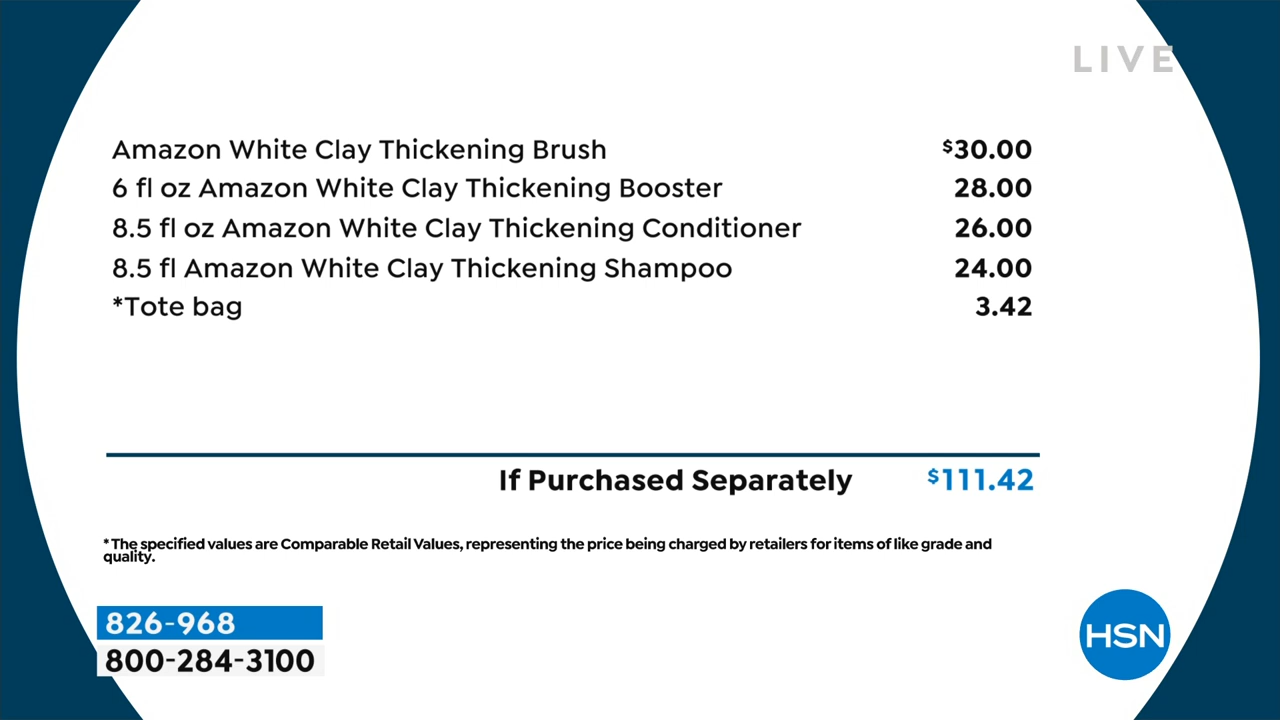 LIVE
Amazon White Clay Thickening Brush $30.00
6 fl oz Amazon White Clay Thickening Booster 28.00
8.5 fl oz Amazon White Clay Thickening Conditioner 26.00
8.5 fl Amazon White Clay Thickening Shampoo 24.00
*Tote bag 3.42
If Purchased Separately $111.42
*The specified values are Comparable Retail Values, representing the price being charged by retailers for items of like grade and
quality.
826-968
800-284-3100
HSN